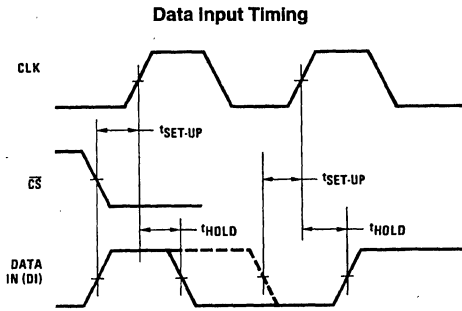 Data Input Timing
CLK
tSET-UP
CS
tSET-UP
tHOLD
tHOLD
DATA
IN (DI)